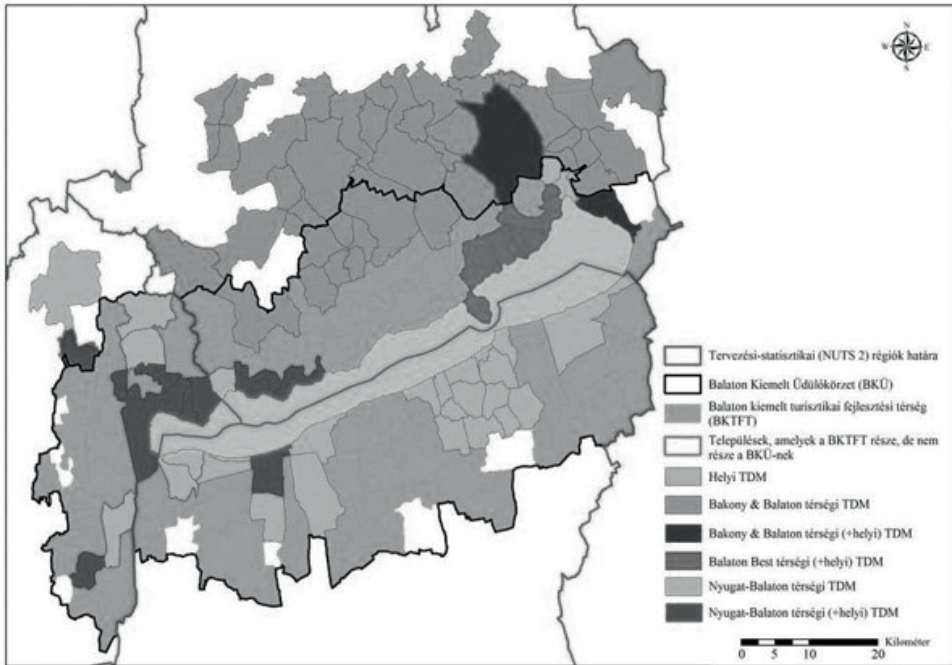 N
W E
S
Tervezési-statisztikai (NUTS 2) régiók határa
Balaton Kiemelt Üdülőkörzet (BKÜ)
Balaton kiemelt turisztikai fejlesztési térség
(BKTFT)
Települések, amelyek a BKTFT része, de nem
része a BKÜ-nek
Helyi TDM
Bakony & Balaton térségi TDM
Bakony & Balaton térségi (+helyi) TDM
Balaton Best térségi (+helyi) TDM
Nyugat-Balaton térségi TDM
Nyugat-Balaton térségi (+helyi) TDM
Kilométer
0 5 10 20